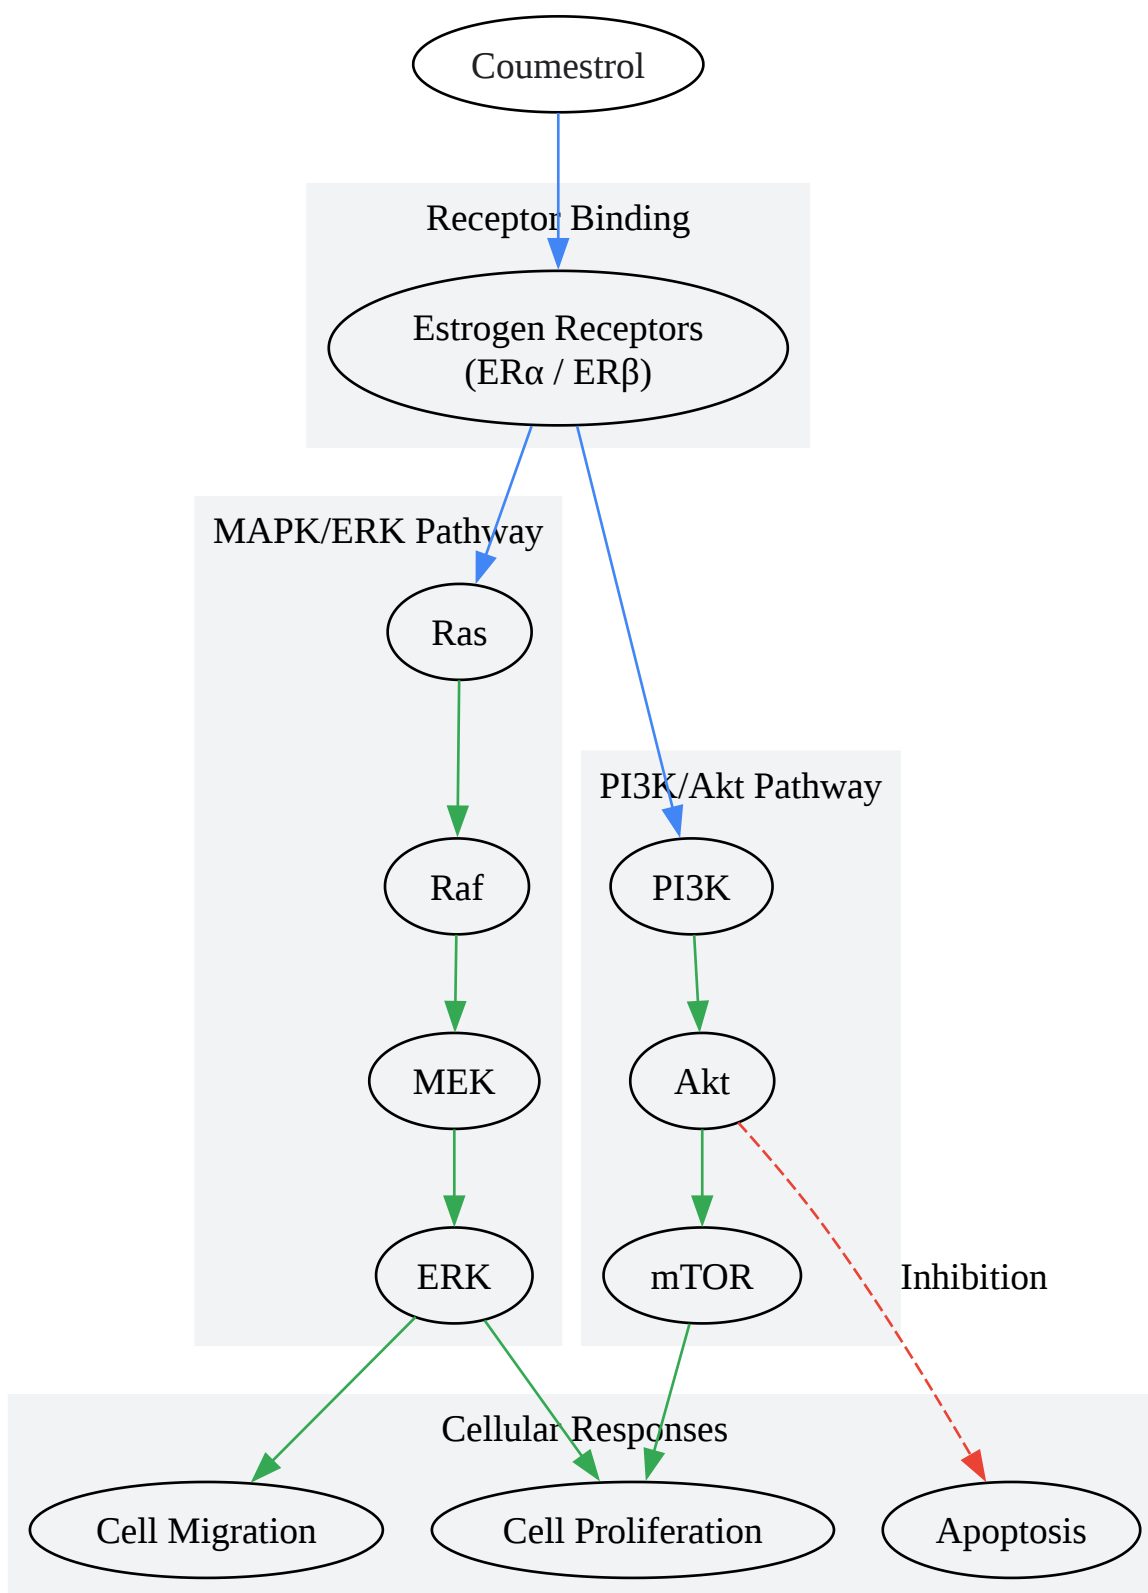 Coumestrol
Receptor Binding
Estrogen Receptors
(ERα / ERβ)
MAPK/ERK Pathway
Ras
PI3K/Akt Pathway
Raf
PI3K
MEK
Akt
ERK
mTOR
Inhibition
Cellular Responses
Cell Migration
Cell Proliferation
Apoptosis